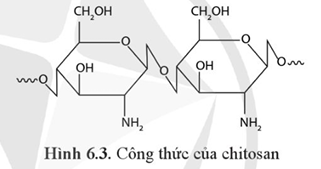 CH₂OH CH₂OH
O O
O OH O OH O
NH₂ NH₂
Hình 6.3. Công thức của chitosan